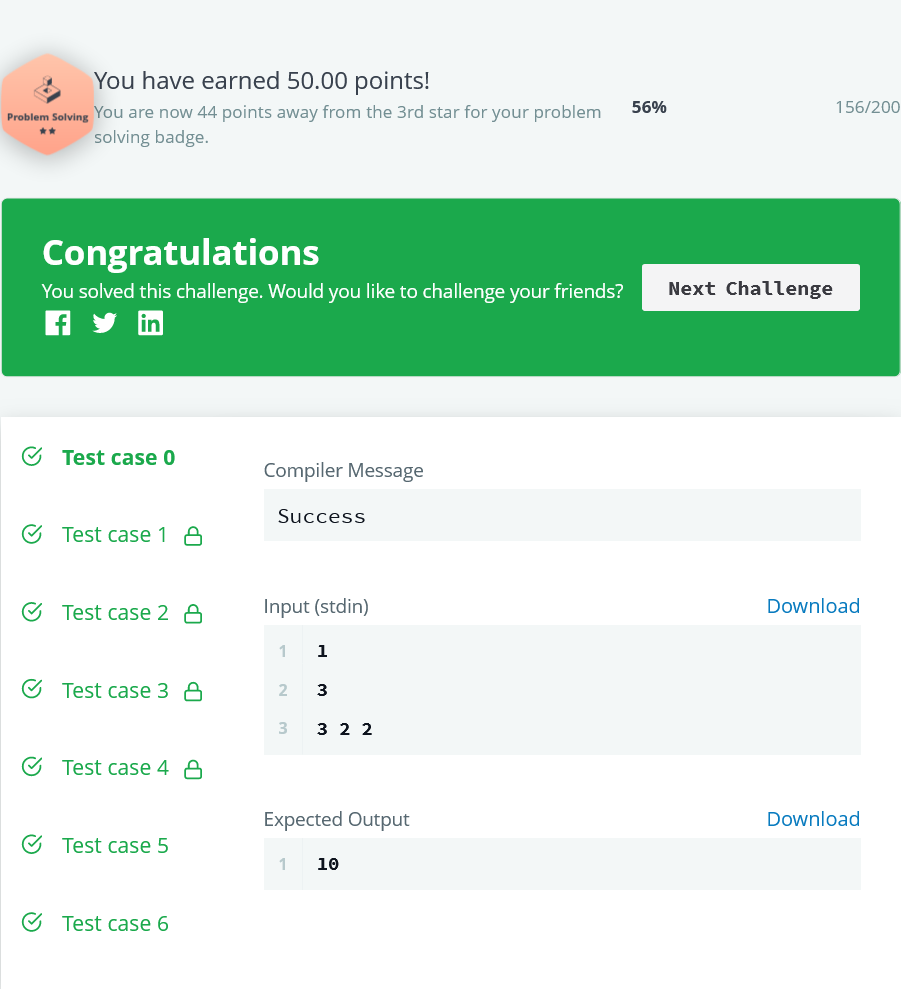 You have earned 50.00 points!
You are now 44 points away from the 3rd star for your problem
solving badge.
56%
156/200
Problem Solving
Congratulations
You solved this challenge. Would you like to challenge your friends?
Next Challenge
Test case 0
Test case 1
Test case 2
Test case 3
Test case 4
Test case 5
Test case 6
Compiler Message
Success
Input (stdin)
Download
1 1
2 3
3 3 2 2
Expected Output
Download
1 10